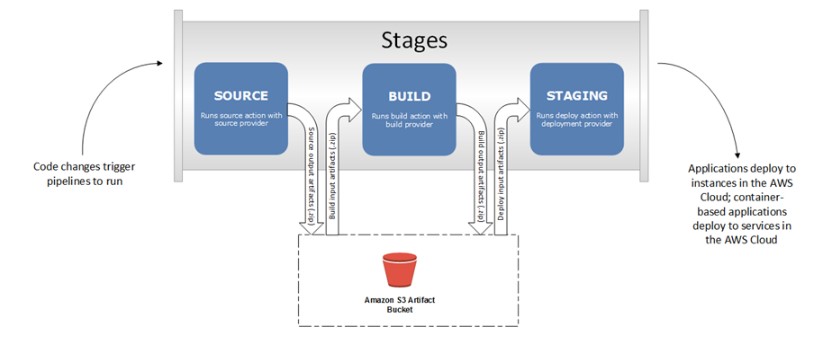 Stages
SOURCE
Runs source action with
source provider
BUILD
Runs build action with
build provider
STAGING
Runs deploy action with
deployment provider
Source output artifacts (.zip)
Build input artifacts (.zip)
Build output artifacts (.zip)
Deploy input artifacts (.zip)
Code changes trigger
pipelines to run
Applications deploy to
instances in the AWS
Cloud; container-
based applications
deploy to services in
the AWS Cloud
Amazon S3 Artifact
Bucket